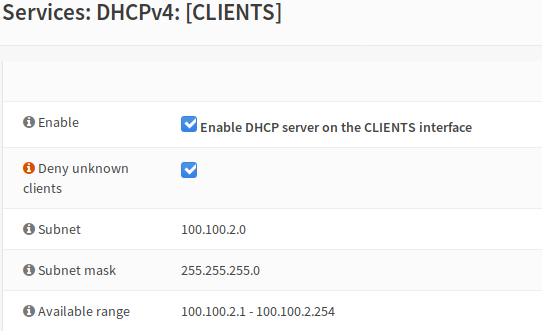 Services: DHCPv4: [CLIENTS]
Enable
Enable DHCP server on the CLIENTS interface
Deny unknown
clients
Subnet
100.100.2.0
Subnet mask
255.255.255.0
Available range
100.100.2.1 - 100.100.2.254